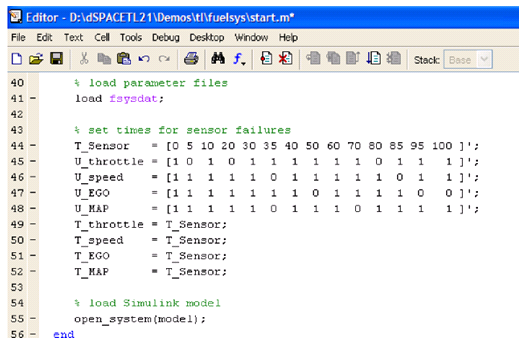 Editor - D:\dSPACETL21\Demos\tl\fuelsys\start.m*
File Edit Text Cell Tools Debug Desktop Window Help
Stack: Base
40 % load parameter files
41 - load fsysdat;
42
43 % set times for sensor failures
44 - T_Sensor = [0 5 10 20 30 35 40 50 60 70 80 85 95 100 ]';
45 - U_throttle = [1 0 1 0 1 1 1 1 1 1 0 1 1 1 ]';
46 - U_speed = [1 1 1 1 1 0 1 1 1 1 1 0 1 1 ]';
47 - U_EGO = [1 1 1 1 1 1 1 0 1 1 1 1 0 0 ]';
48 - U_MAP = [1 1 1 1 1 0 1 1 1 0 1 1 1 1 ]';
49 - T_throttle = T_Sensor;
50 - T_speed = T_Sensor;
51 - T_EGO = T_Sensor;
52 - T_MAP = T_Sensor;
53
54 % load Simulink model
55 - open_system(model);
56 - end